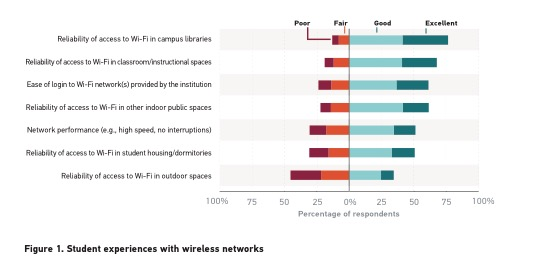 Poor Fair Good Excellent
Reliability of access to Wi-Fi in campus libraries
Reliability of access to Wi-Fi in classroom/instructional spaces
Ease of login to Wi-Fi network(s) provided by the institution
Reliability of access to Wi-Fi in other indoor public spaces
Network performance (e.g., high speed, no interruptions)
Reliability of access to Wi-Fi in student housing/dormitories
Reliability of access to Wi-Fi in outdoor spaces
100% 75 50 25 0% 25 50 75 100%
Percentage of respondents
Figure 1. Student experiences with wireless networks